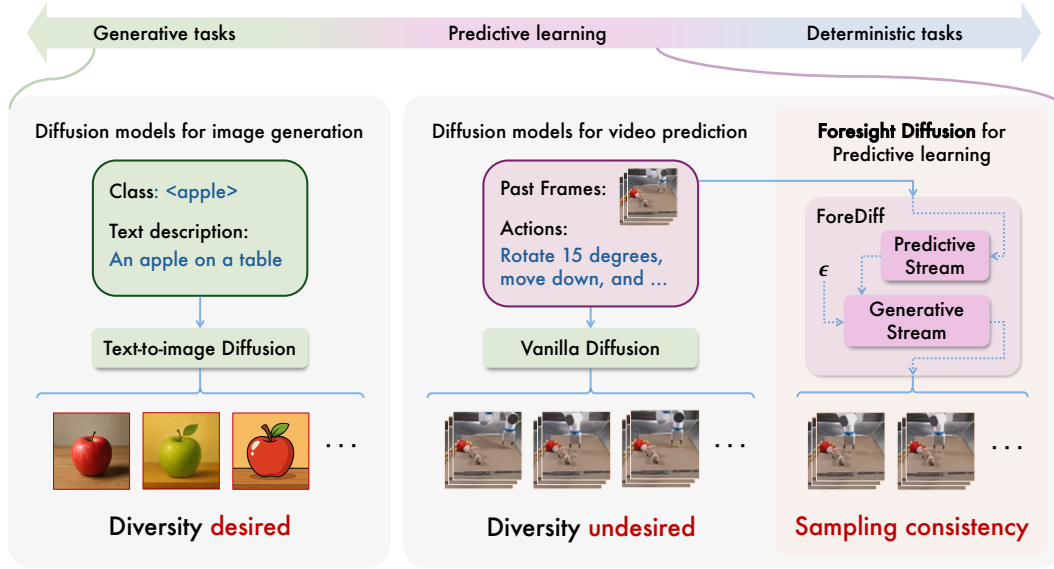 Generative tasks
Predictive learning
Deterministic tasks
Diffusion models for image generation
Class: <apple>
Text description:
An apple on a table
Text-to-image Diffusion
...
Diversity desired
Diffusion models for video prediction
Past Frames:
Actions:
Rotate 15 degrees,
move down, and ...
Vanilla Diffusion
...
Diversity undesired
Foresight Diffusion for
Predictive learning
ForeDiff
Predictive
Stream
ϵ
Generative
Stream
...
Sampling consistency